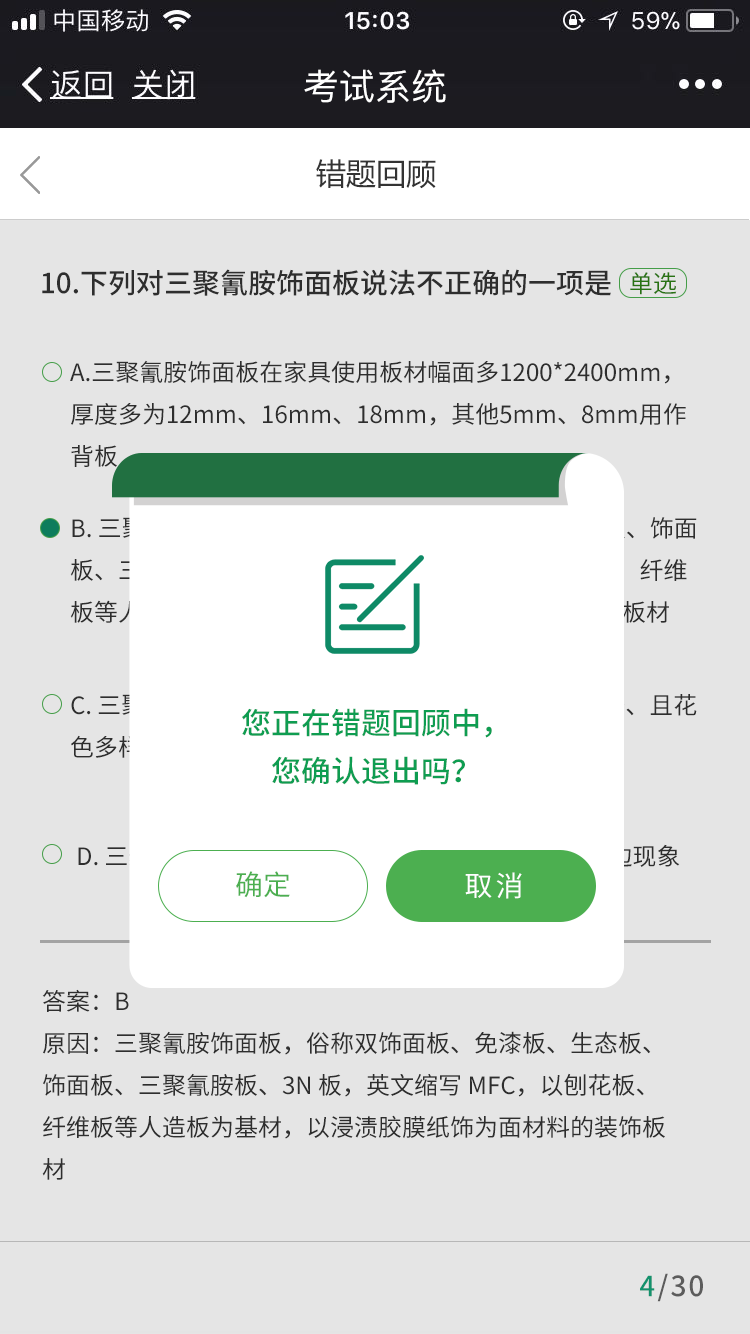 中国移动
15:03
59%
返回 关闭
考试系统
错题回顾
10.下列对三聚氰胺饰面板说法不正确的一项是 单选
A.三聚氰胺饰面板在家具使用板材幅面多1200*2400mm，
厚度多为12mm、16mm、18mm，其他5mm、8mm用作
背板
B. 三 、饰面
板、三 纤维
板等 板材
C. 三 、且花
色多
D. 三 现象
您正在错题回顾中，
您确认退出吗？
确定 取消
答案：B
原因：三聚氰胺饰面板，俗称双饰面板、免漆板、生态板、
饰面板、三聚氰胺板、3N 板，英文缩写 MFC，以刨花板、
纤维板等人造板为基材，以浸渍胶膜纸饰为面材料的装饰板
材
4/30